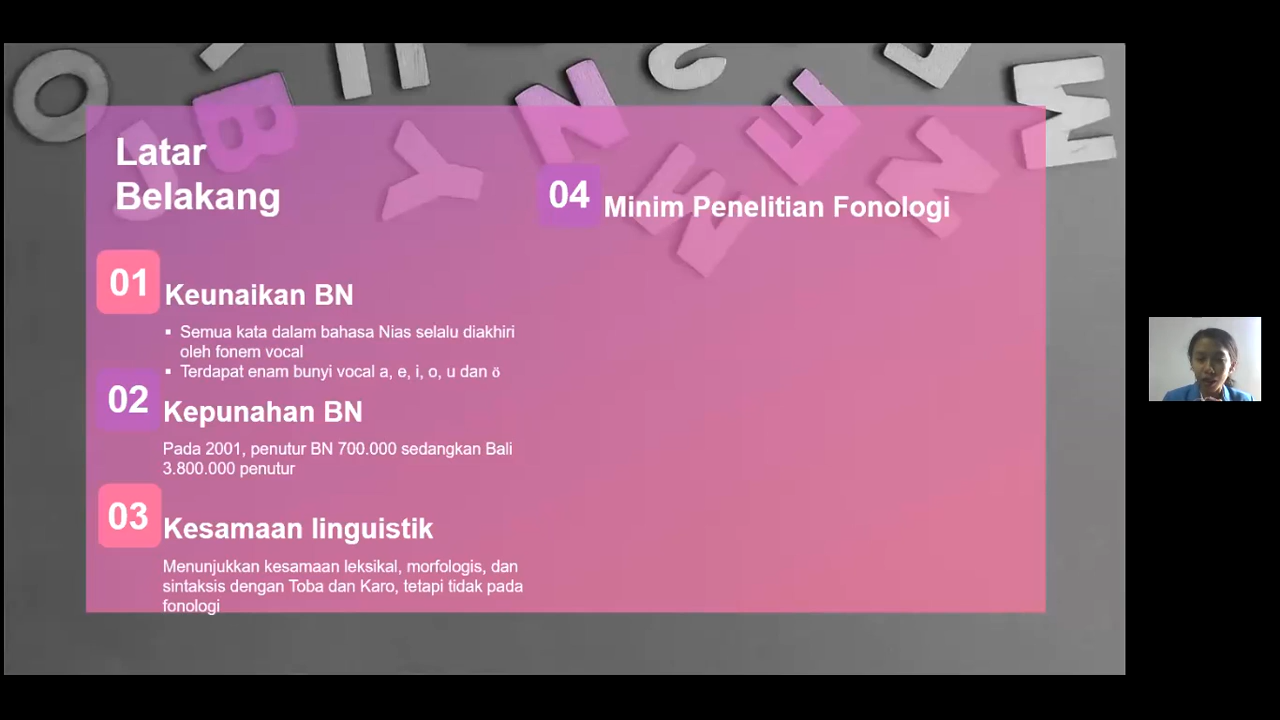 Latar
Belakang
01
Keunaikan BN
▪ Semua kata dalam bahasa Nias selalu diakhiri
oleh fonem vocal
▪ Terdapat enam bunyi vocal a, e, i, o, u dan ö
02
Kepunahan BN
Pada 2001, penutur BN 700.000 sedangkan Bali
3.800.000 penutur
03
Kesamaan linguistik
Menunjukkan kesamaan leksikal, morfologis, dan
sintaksis dengan Toba dan Karo, tetapi tidak pada
fonologi
04
Minim Penelitian Fonologi